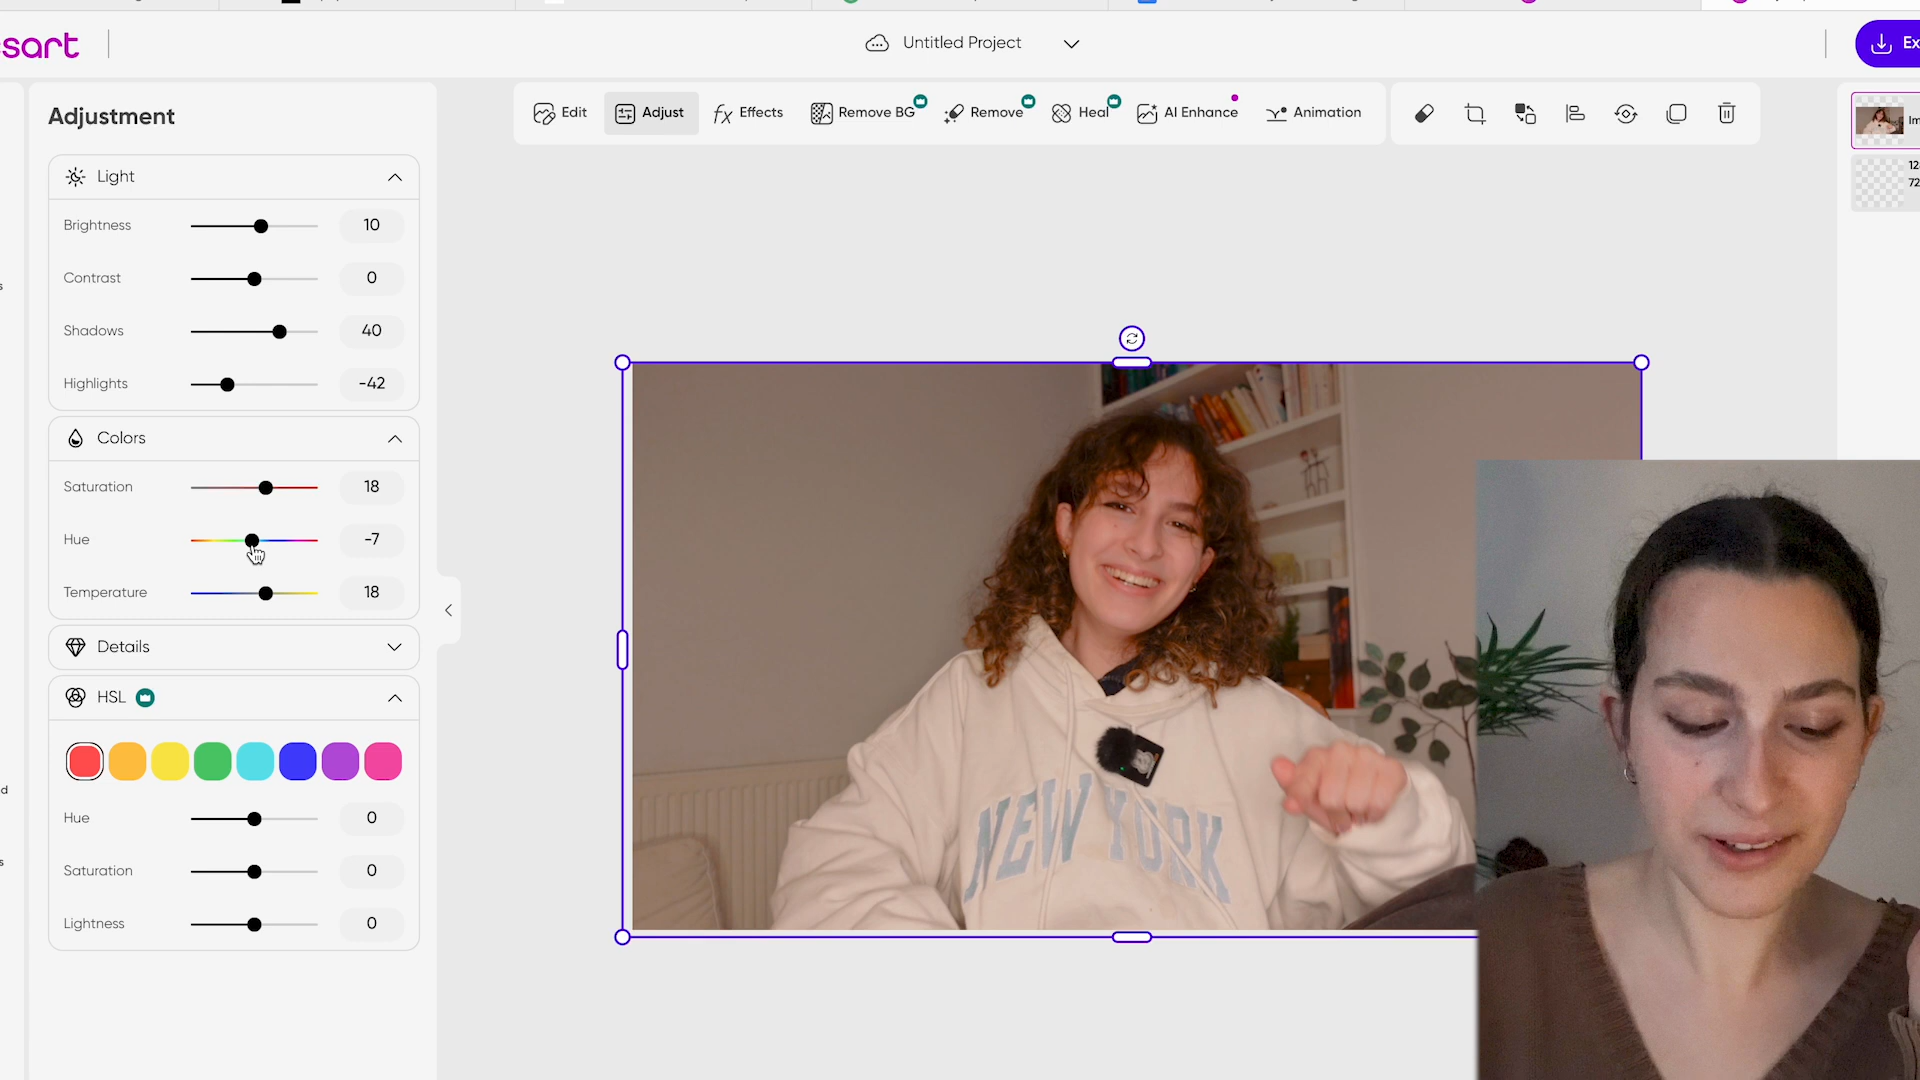 sart
Untitled Project
Adjustment
Edit
Adjust
Effects
Remove BG
Remove
Heal
AI Enhance
Animation
Light
Brightness 10
Contrast 0
Shadows 40
Highlights -42
Colors
Saturation 18
Hue -7
Temperature 18
Details
HSL
Hue 0
Saturation 0
Lightness 0
NEW YORK